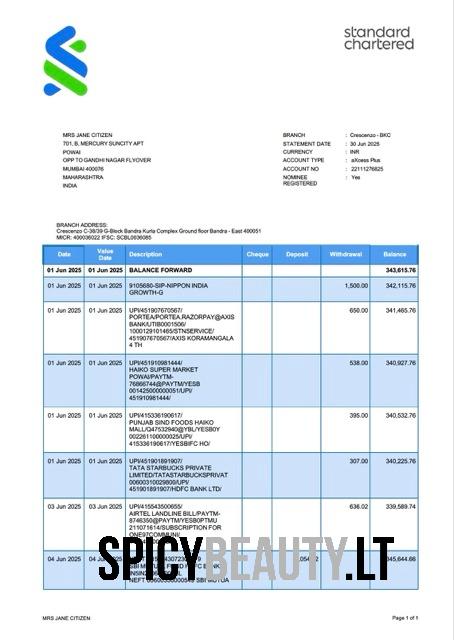 standard
chartered
MRS JANE CITIZEN
701, B, MERCURY SUNCITY APT
POWAI
OPP TO GANDHI NAGAR FLYOVER
MUMBAI 400076
MAHARASHTRA
INDIA
BRANCH : Crescenzo - BKC
STATEMENT DATE : 30 Jun 2025
CURRENCY : INR
ACCOUNT TYPE : aXcess Plus
ACCOUNT NO : 22111276825
NOMINEE : Yes
REGISTERED
BRANCH ADDRESS:
Crescenzo C-38/39 G-Block Bandra Kurla Complex Ground floor Bandra - East 400051
MICR: 400036022 IFSC: SCBL0036085
Date Value Date Description Cheque Deposit Withdrawal Balance
01 Jun 2025 01 Jun 2025 BALANCE FORWARD 343,615.76
01 Jun 2025 01 Jun 2025 9105680-SIP-NIPPON INDIA 1,500.00 342,115.76
GROWTH-G
01 Jun 2025 01 Jun 2025 UPI/451907670567/ 650.00 341,465.76
PORTEA/PORTEA.RAZORPAY@AXIS
BANK/UTIB0001506/
1000129101465/STNSERVICE/
451907670567/AXIS KORAMANGALA
4 TH
01 Jun 2025 01 Jun 2025 UPI/451910981444/ 538.00 340,927.76
HAIKO SUPER MARKET
POWAI/PAYTM-
76866744@PAYTM/YESB
001425000000051/UPI/
451910981444/
01 Jun 2025 01 Jun 2025 UPI/415336190617/ 395.00 340,532.76
PUNJAB SIND FOODS HAIKO
MALL/Q47532940@YBL/YESB0Y
002261100000025/UPI/
415336190617/YESBIFC HO/
01 Jun 2025 01 Jun 2025 UPI/451901891907/ 307.00 340,225.76
TATA STARBUCKS PRIVATE
LIMITED/TATASTARBUCKSPRIVAT
00600310029800/UPI/
451901891907/HDFC BANK LTD/
03 Jun 2025 03 Jun 2025 UPI/415543500655/ 636.02 339,589.74
AIRTEL LANDLINE BILL/PAYTM-
8746350@PAYTM/YESB0PTMU
211071614/SUBSCRIPTION FOR
ONE97COMMUNI/
04 Jun 2025
SPICYBEAUTY.LT
MRS JANE CITIZEN Page 1 of 1